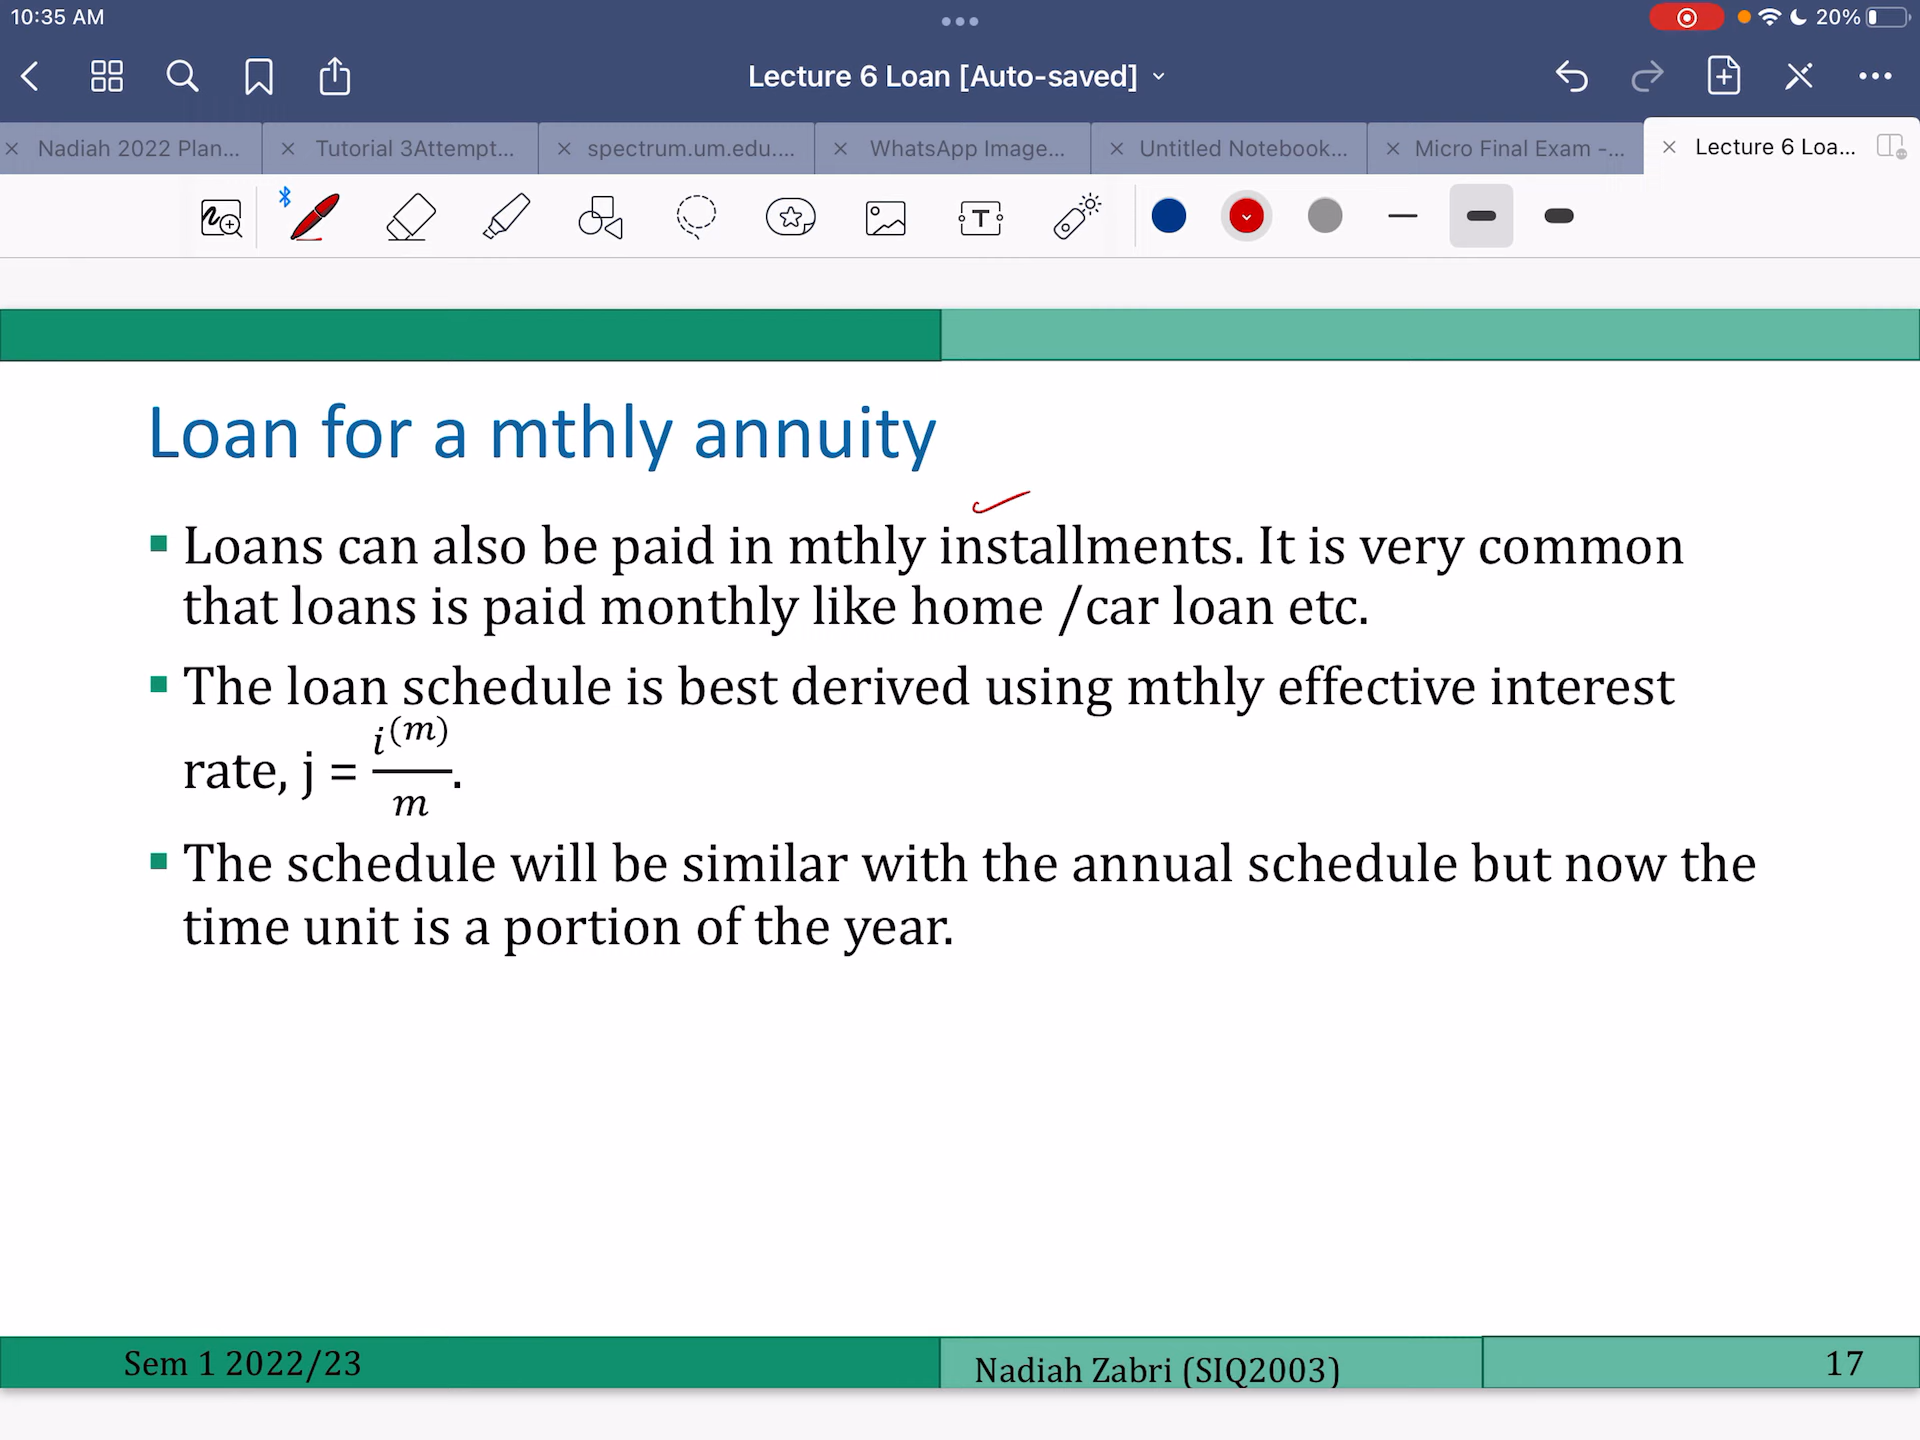 10:35 AM
20%
Lecture 6 Loan [Auto-saved]
Nadiah 2022 Plan...
Tutorial 3Attempt...
spectrum.um.edu....
WhatsApp Image...
Untitled Notebook...
Micro Final Exam -...
Lecture 6 Loa...
T
Loan for a mthly annuity
Loans can also be paid in mthly installments. It is very common
that loans is paid monthly like home /car loan etc.
The loan schedule is best derived using mthly effective interest
rate, j = i^(m)/m.
The schedule will be similar with the annual schedule but now the
time unit is a portion of the year.
Sem 1 2022/23
Nadiah Zabri (SIQ2003)
17